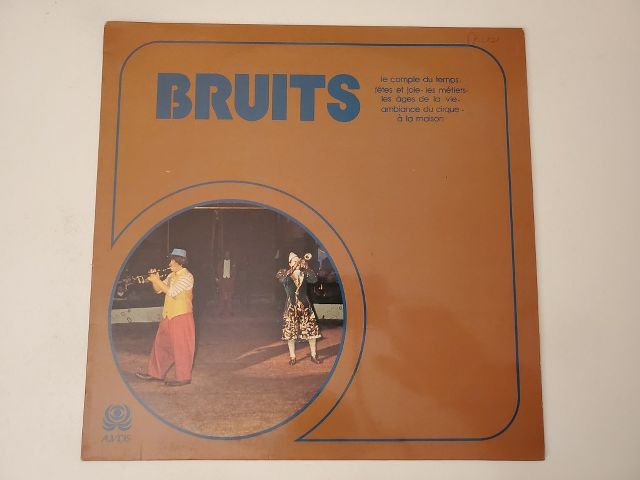 BRUITS
le compte du temps.
fêtes et joie- les métiers-
les âges de la vie-
ambiance du cirque-
à la maison